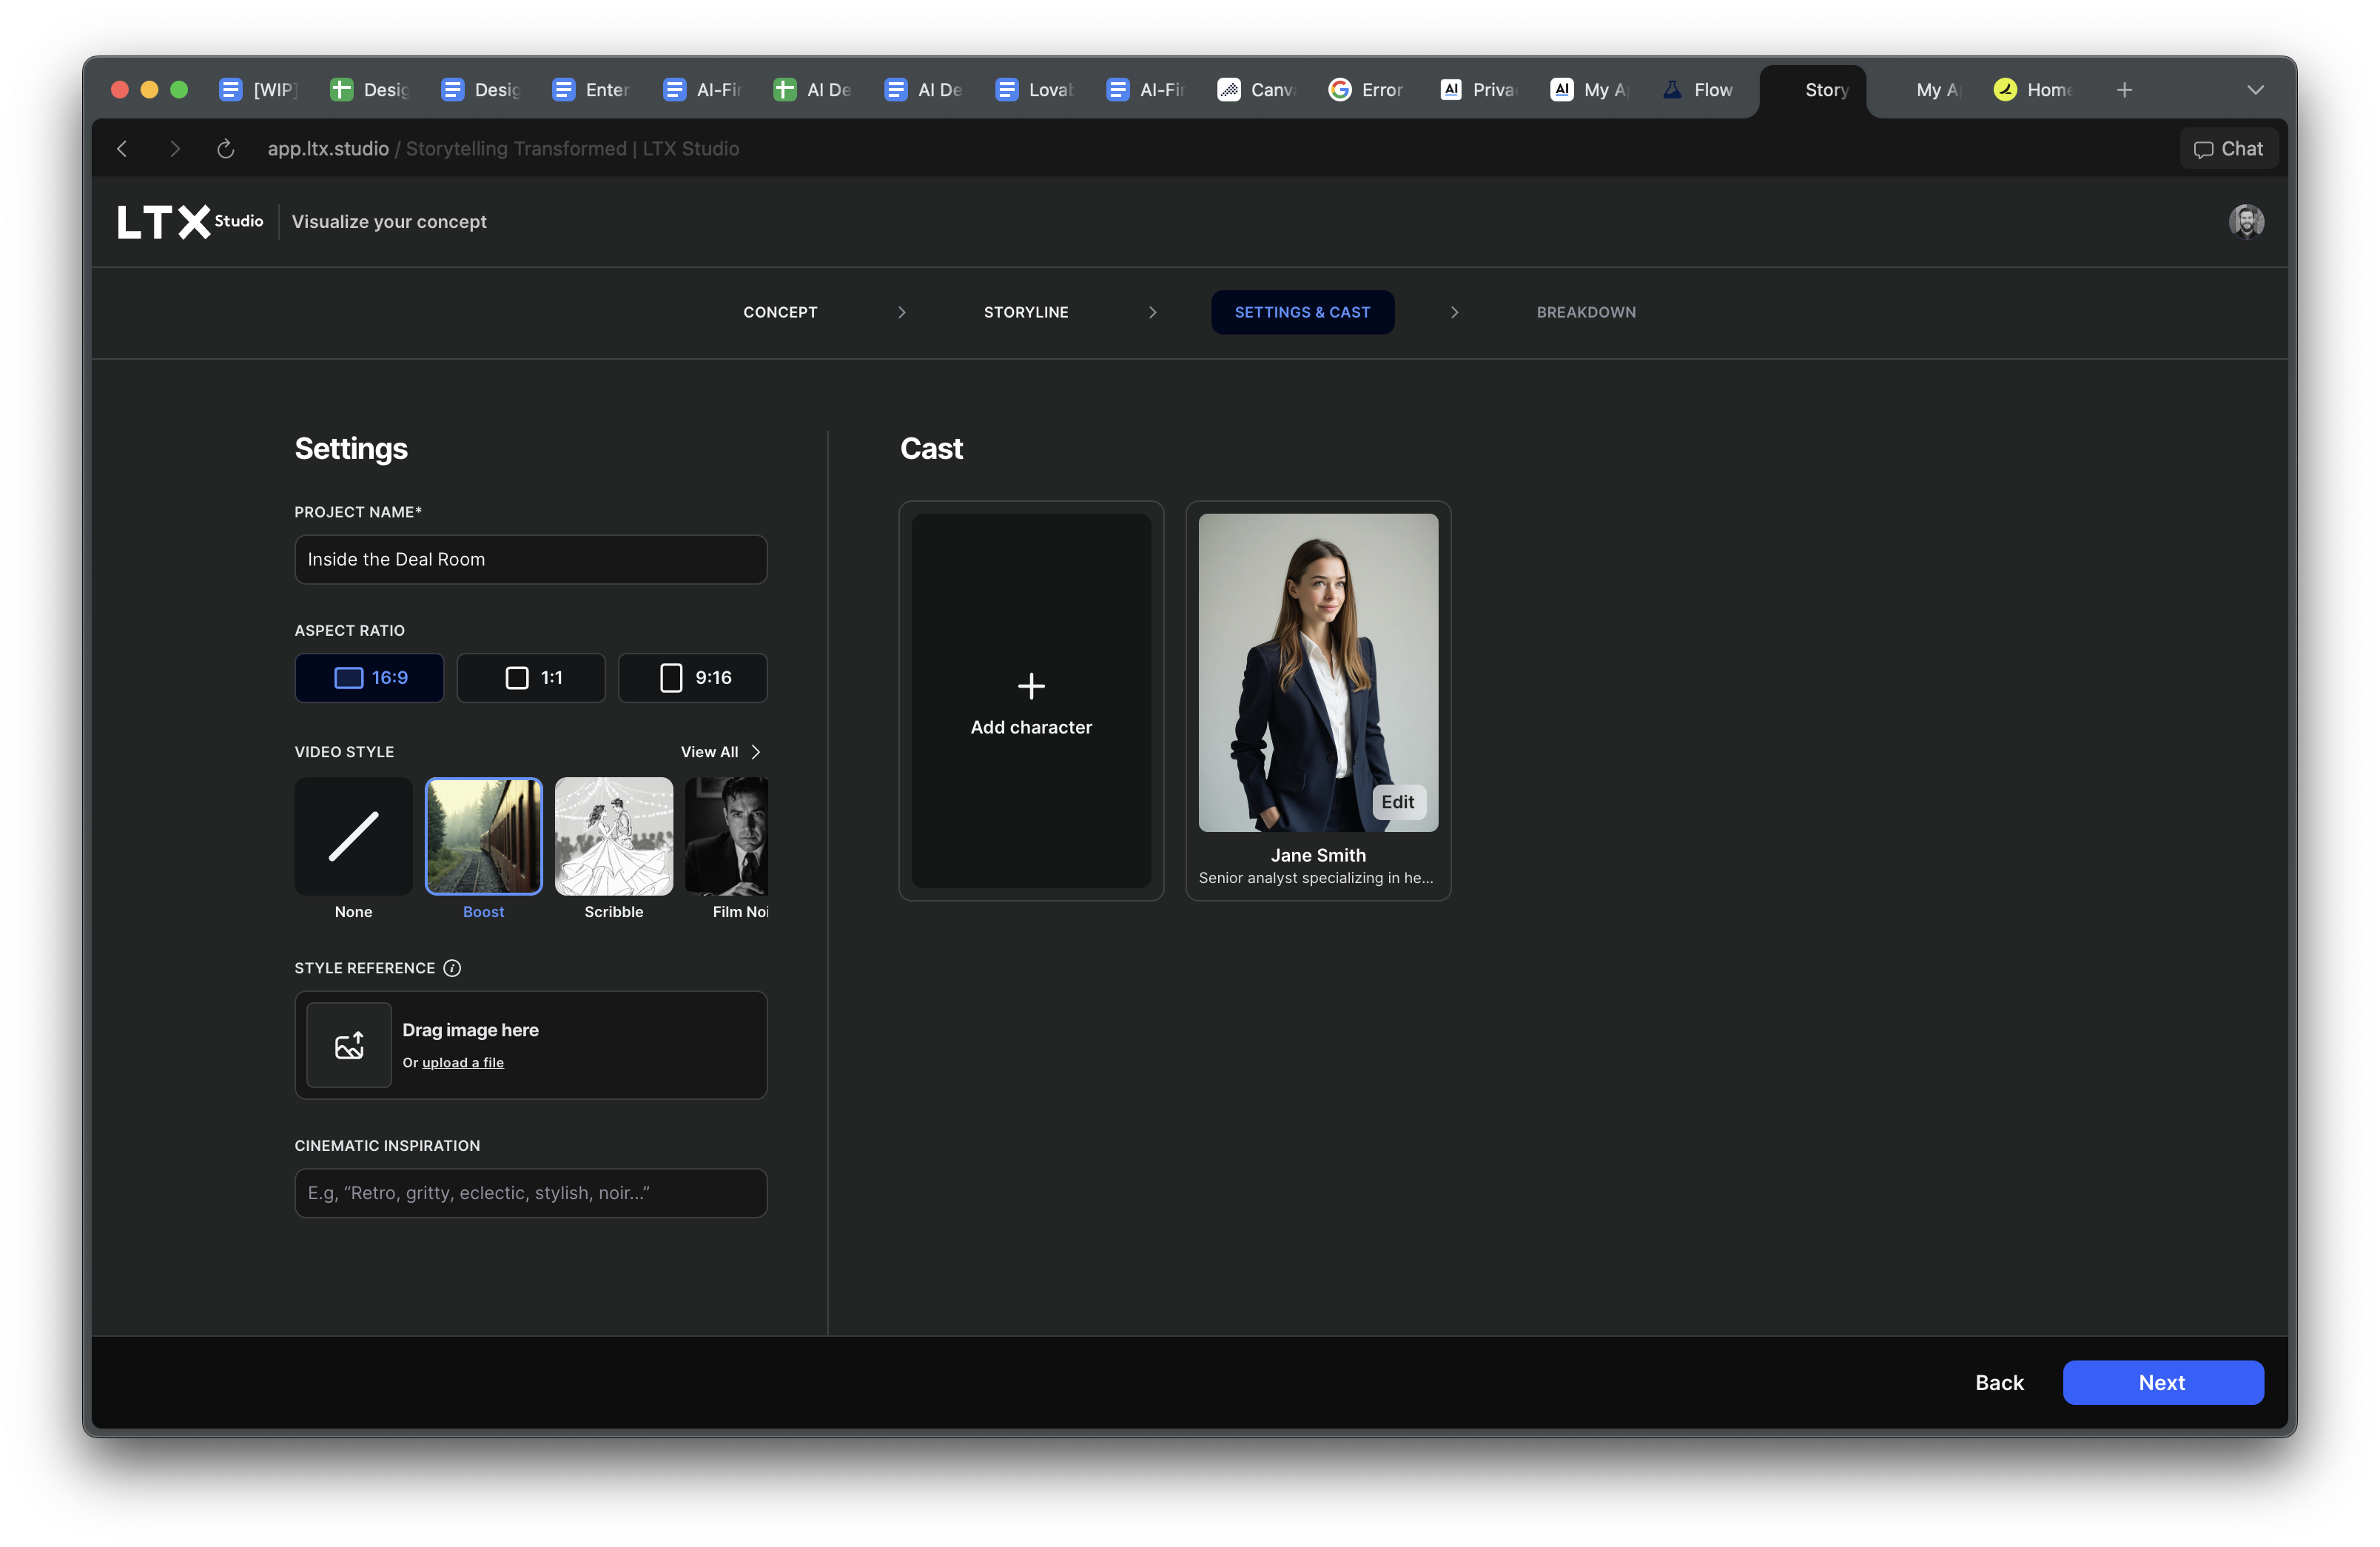 [WIP]
Desig
Desig
Enter
AI-Fir
AI De
AI De
Lovab
AI-Fir
Canv
Error
Priva
My A
Flow
Story
My A
Home
app.ltx.studio / Storytelling Transformed | LTX Studio
Chat
LTX Studio
Visualize your concept
CONCEPT
STORYLINE
SETTINGS & CAST
BREAKDOWN
Settings
PROJECT NAME*
Inside the Deal Room
ASPECT RATIO
16:9
1:1
9:16
VIDEO STYLE
View All
None
Boost
Scribble
Film Noi
STYLE REFERENCE
Drag image here
Or upload a file
CINEMATIC INSPIRATION
E.g, “Retro, gritty, eclectic, stylish, noir...”
Cast
Add character
Edit
Jane Smith
Senior analyst specializing in he...
Back
Next